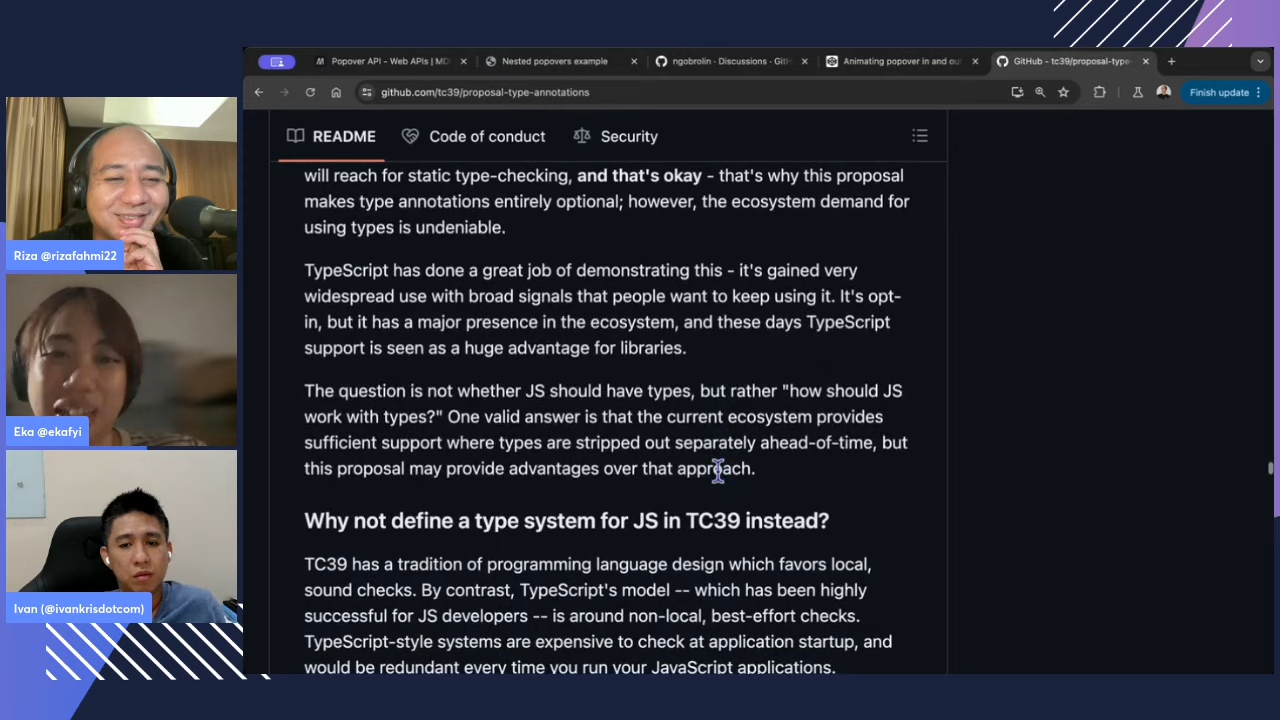 Popover API - Web APIs | MD
Nested popovers example
ngobrolin · Discussions · GitH
Animating popover in and ou
GitHub - tc39/proposal-type-
github.com/tc39/proposal-type-annotations
Finish update
README
Code of conduct
Security
will reach for static type-checking, and that's okay - that's why this proposal
makes type annotations entirely optional; however, the ecosystem demand for
using types is undeniable.
TypeScript has done a great job of demonstrating this - it's gained very
widespread use with broad signals that people want to keep using it. It's opt-
in, but it has a major presence in the ecosystem, and these days TypeScript
support is seen as a huge advantage for libraries.
The question is not whether JS should have types, but rather "how should JS
work with types?" One valid answer is that the current ecosystem provides
sufficient support where types are stripped out separately ahead-of-time, but
this proposal may provide advantages over that approach.
Why not define a type system for JS in TC39 instead?
TC39 has a tradition of programming language design which favors local,
sound checks. By contrast, TypeScript's model -- which has been highly
successful for JS developers -- is around non-local, best-effort checks.
TypeScript-style systems are expensive to check at application startup, and
would be redundant every time you run your JavaScript applications.
Riza @rizafahmi22
Eka @ekafyi
Ivan (@ivankrisdotcom)